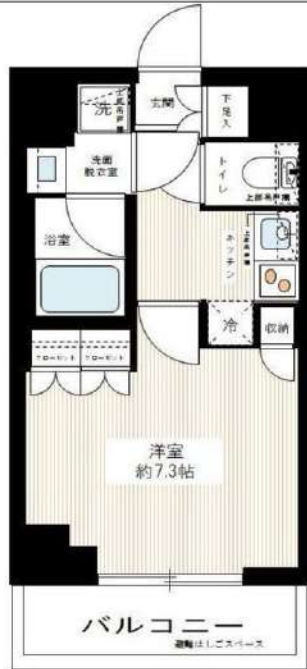 洗
上部吊戸棚
玄関
下足入
洗面
脱衣室
トイレ
上部吊戸棚
浴室
キッチン
上部吊戸棚
冷
収納
クローゼット
クローゼット
洋室
約7.3帖
バルコニー
避難はしごスペース